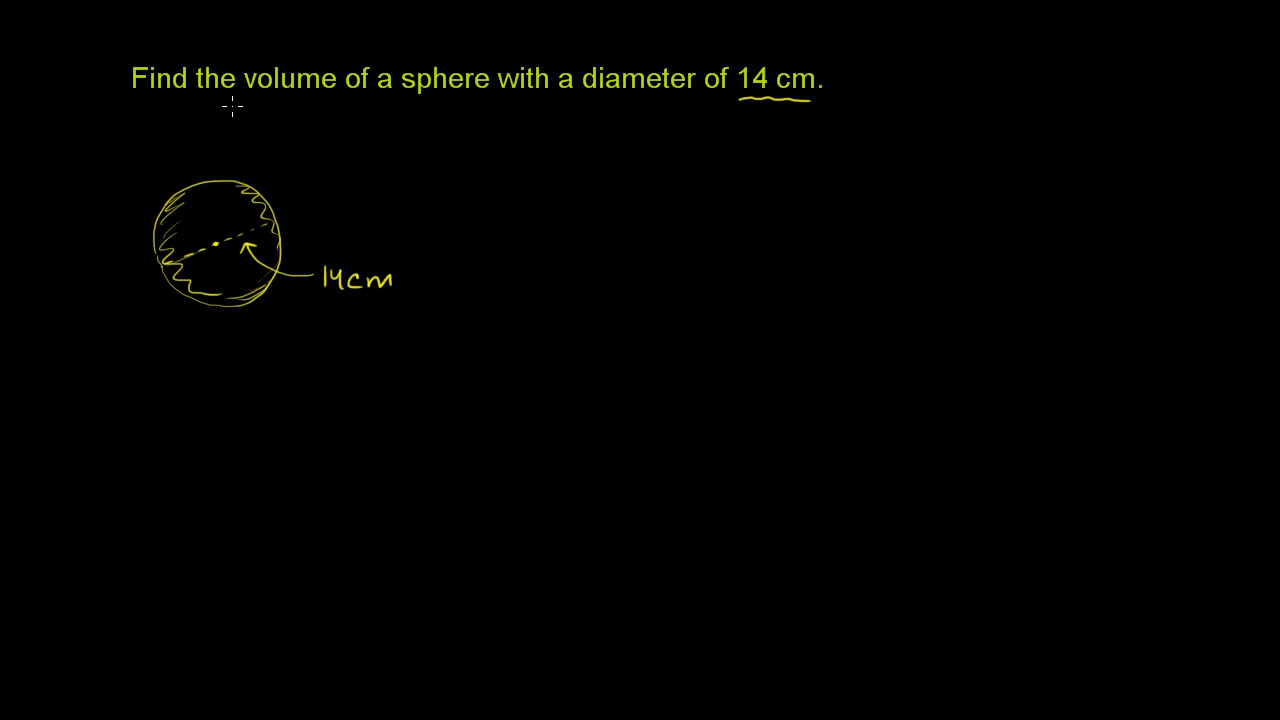 Find the volume of a sphere with a diameter of 14 cm.
14cm